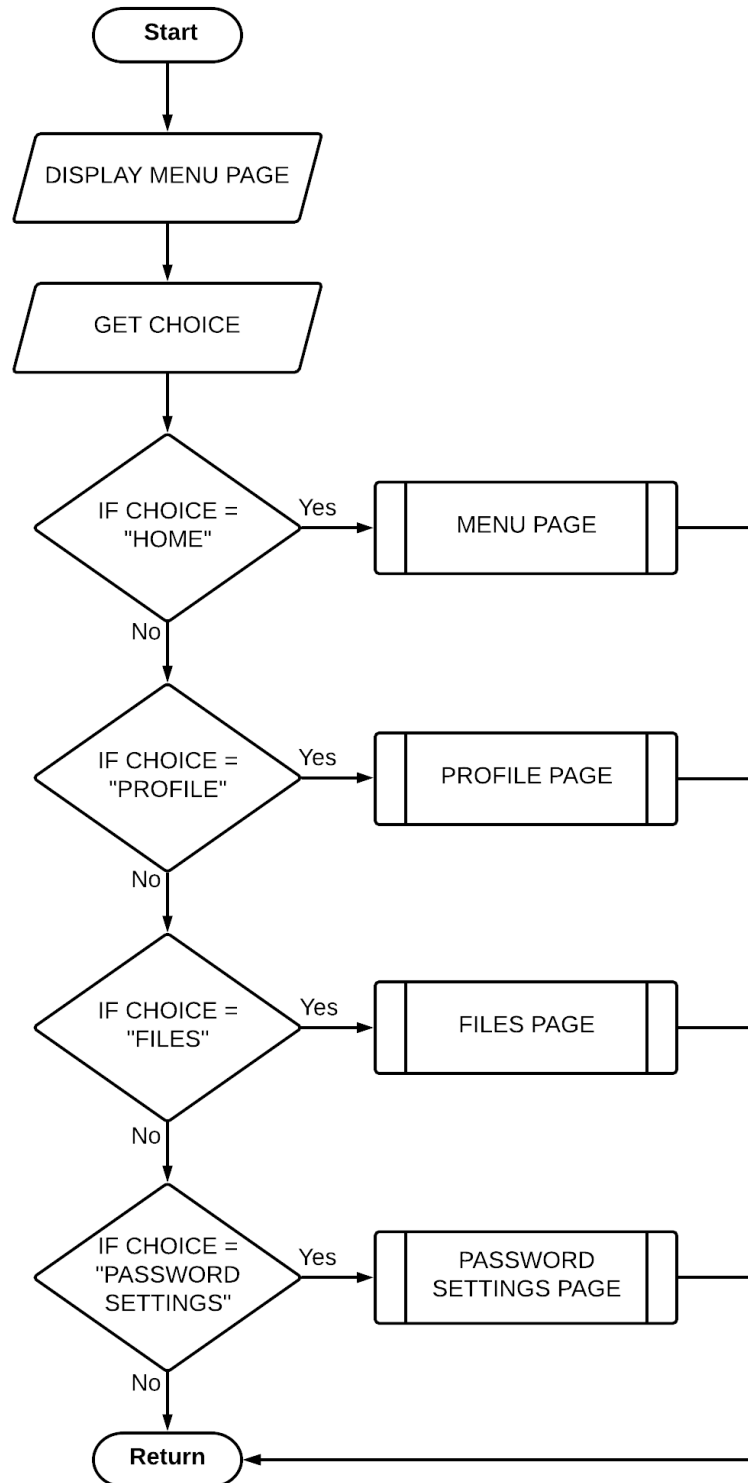 Start
DISPLAY MENU PAGE
GET CHOICE
IF CHOICE =
"HOME"
Yes
MENU PAGE
No
IF CHOICE =
"PROFILE"
Yes
PROFILE PAGE
No
IF CHOICE =
"FILES"
Yes
FILES PAGE
No
IF CHOICE =
"PASSWORD
SETTINGS"
Yes
PASSWORD
SETTINGS PAGE
No
Return